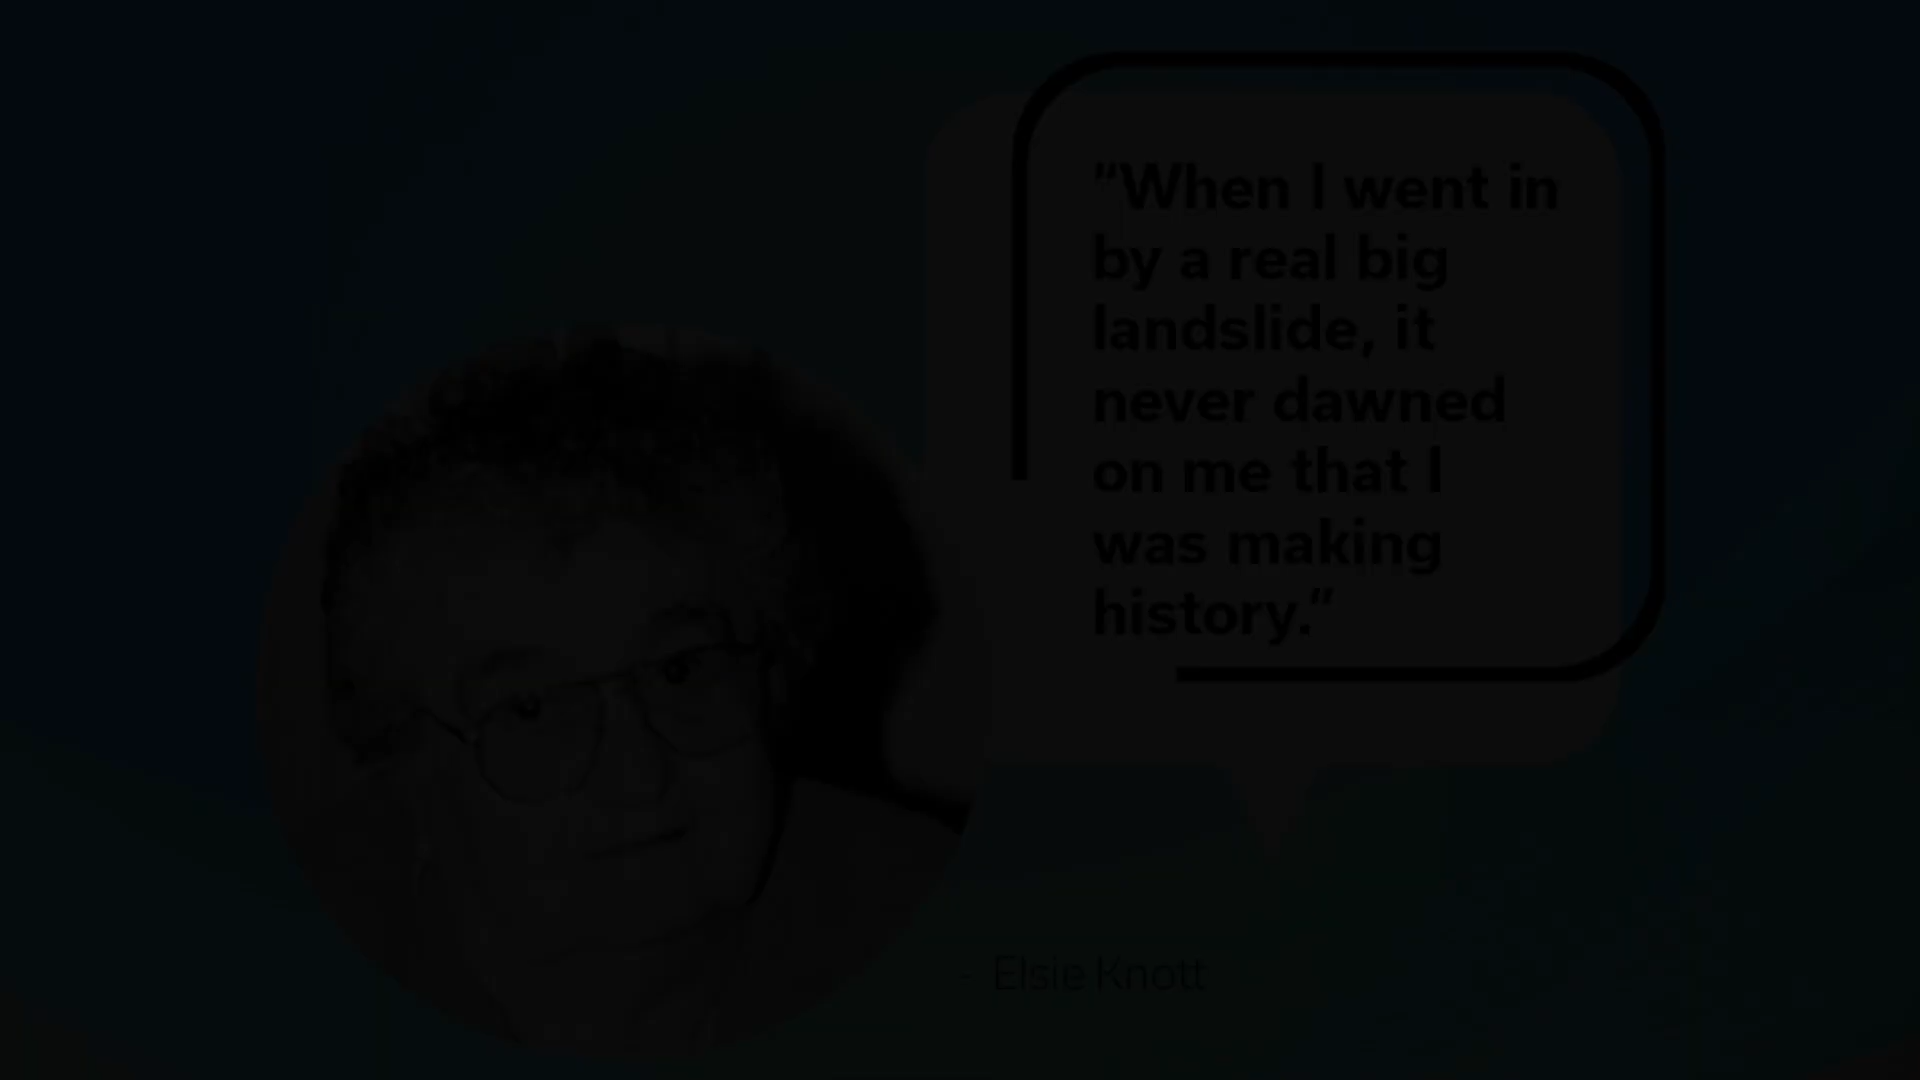 “When I went in
by a real big
landslide, it
never dawned
on me that I
was making
history.”
- Elsie Knott